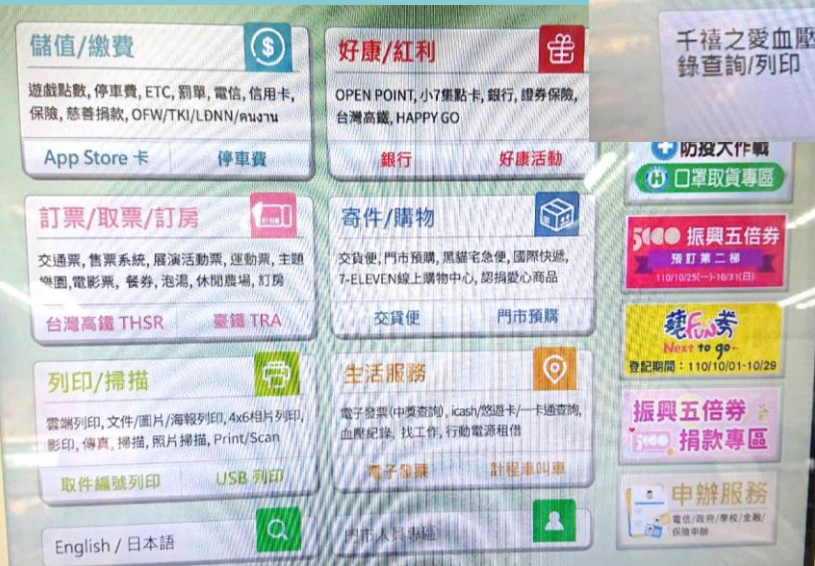 儲值/繳費
遊戲點數, 停車費, ETC, 罰單, 電信, 信用卡,
保險, 慈善捐款, OFW/TKI/LĐNN/คนงาน
App Store 卡 停車費
好康/紅利
OPEN POINT, 小7集點卡, 銀行, 證券保險,
台灣高鐵, HAPPY GO
銀行 好康活動
千禧之愛血壓
錄查詢/列印
防疫大作戰
口罩取貨專區
訂票/取票/訂房
交通票, 售票系統, 展演活動票, 運動票, 主題
樂園, 電影票, 餐券, 泡湯, 休閒農場, 訂房
台灣高鐵 THSR 臺鐵 TRA
寄件/購物
交貨便, 門市預購, 黑貓宅急便, 國際快遞,
7-ELEVEN線上購物中心, 認捐愛心商品
交貨便 門市預購
振興五倍券
預訂第二梯
110/10/25(一)-10/31(日)
藝Fun券
Next to go
登記期間：110/10/01-10/29
列印/掃描
雲端列印, 文件/圖片/海報列印, 4x6相片列印,
影印, 傳真, 掃描, 照片掃描, Print/Scan
取件編號列印 USB 列印
生活服務
電子發票(中獎查詢), icash/悠遊卡/一卡通查詢,
血壓紀錄, 找工作, 行動電源租借
電子發票 計程車叫車
振興五倍券
捐款專區
申辦服務
電信/政府/學校/金融/
保險申辦
English / 日本語
門市人員專區